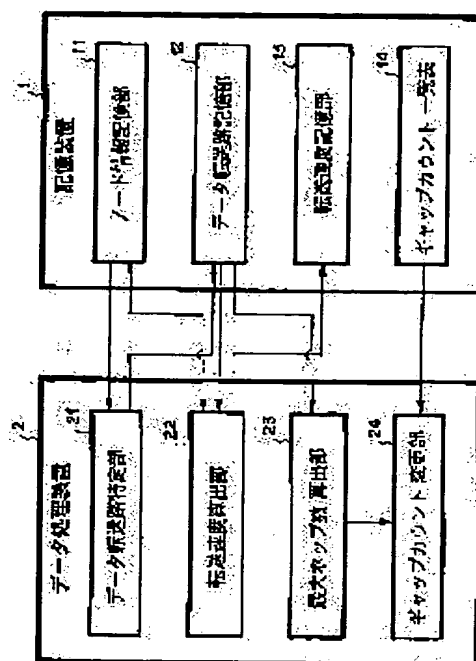 1
記憶装置
11
ノード情報記憶部
12
データ転送路記憶部
13
転送速度記憶部
14
ギャップカウント一覧表
2
データ処理装置
21
データ転送路特定部
22
転送速度検出部
23
最大ホップ数算出部
24
ギャップカウント変更部